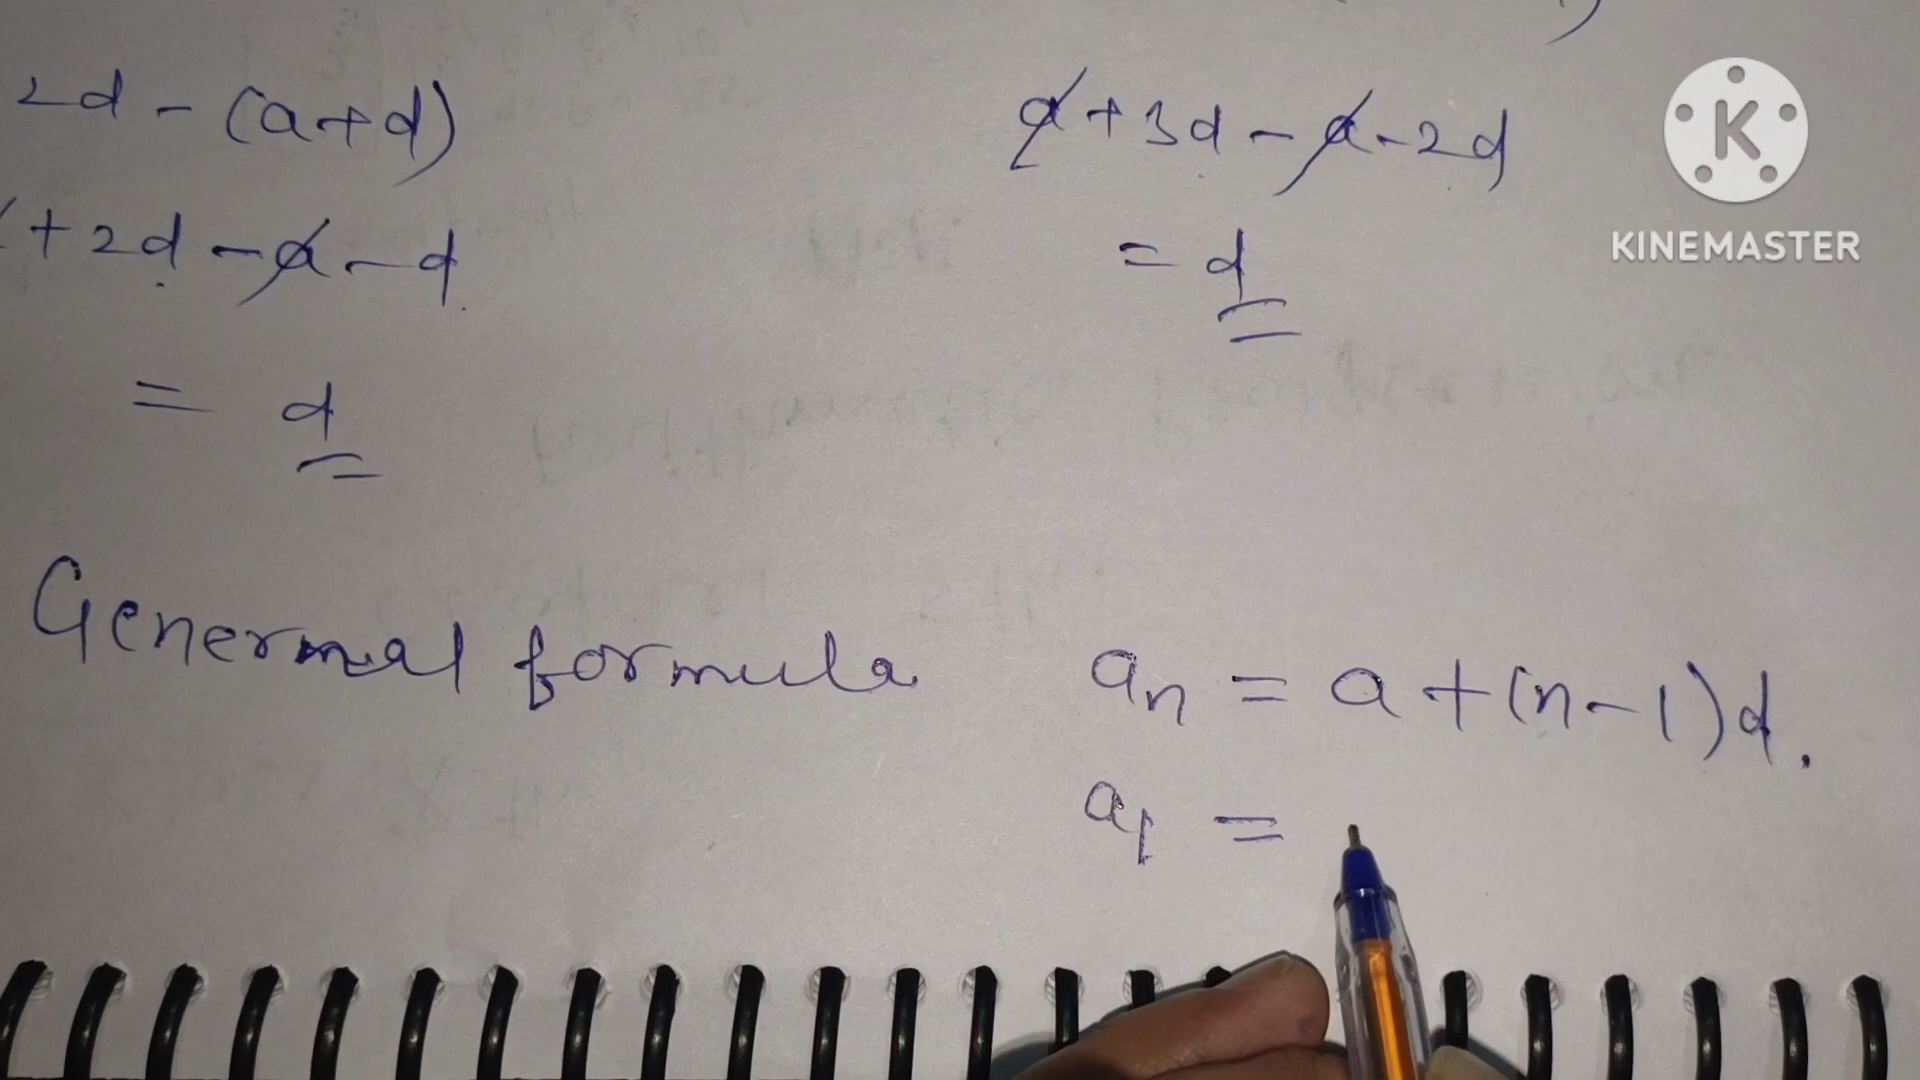 2d - (a+d)
+ 2d - a - d
= d
a + 3d - a - 2d
= d
K
KINEMASTER
Genermal formula an = a + (n-1)d.
a1 =